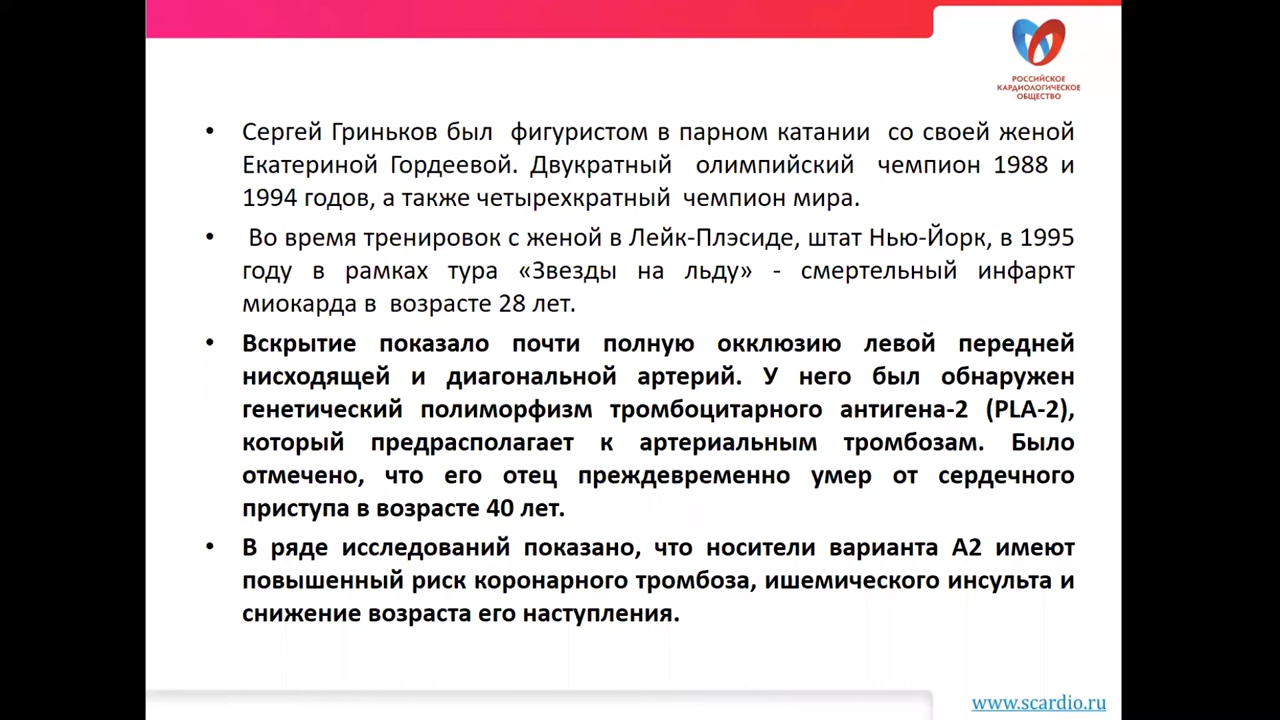 РОССИЙСКОЕ
КАРДИОЛОГИЧЕСКОЕ
ОБЩЕСТВО
• Сергей Гриньков был фигуристом в парном катании со своей женой
Екатериной Гордеевой. Двукратный олимпийский чемпион 1988 и
1994 годов, а также четырехкратный чемпион мира.
• Во время тренировок с женой в Лейк-Плэсиде, штат Нью-Йорк, в 1995
году в рамках тура «Звезды на льду» - смертельный инфаркт
миокарда в возрасте 28 лет.
• Вскрытие показало почти полную окклюзию левой передней
нисходящей и диагональной артерий. У него был обнаружен
генетический полиморфизм тромбоцитарного антигена-2 (PLA-2),
который предрасполагает к артериальным тромбозам. Было
отмечено, что его отец преждевременно умер от сердечного
приступа в возрасте 40 лет.
• В ряде исследований показано, что носители варианта А2 имеют
повышенный риск коронарного тромбоза, ишемического инсульта и
снижение возраста его наступления.
www.scardio.ru